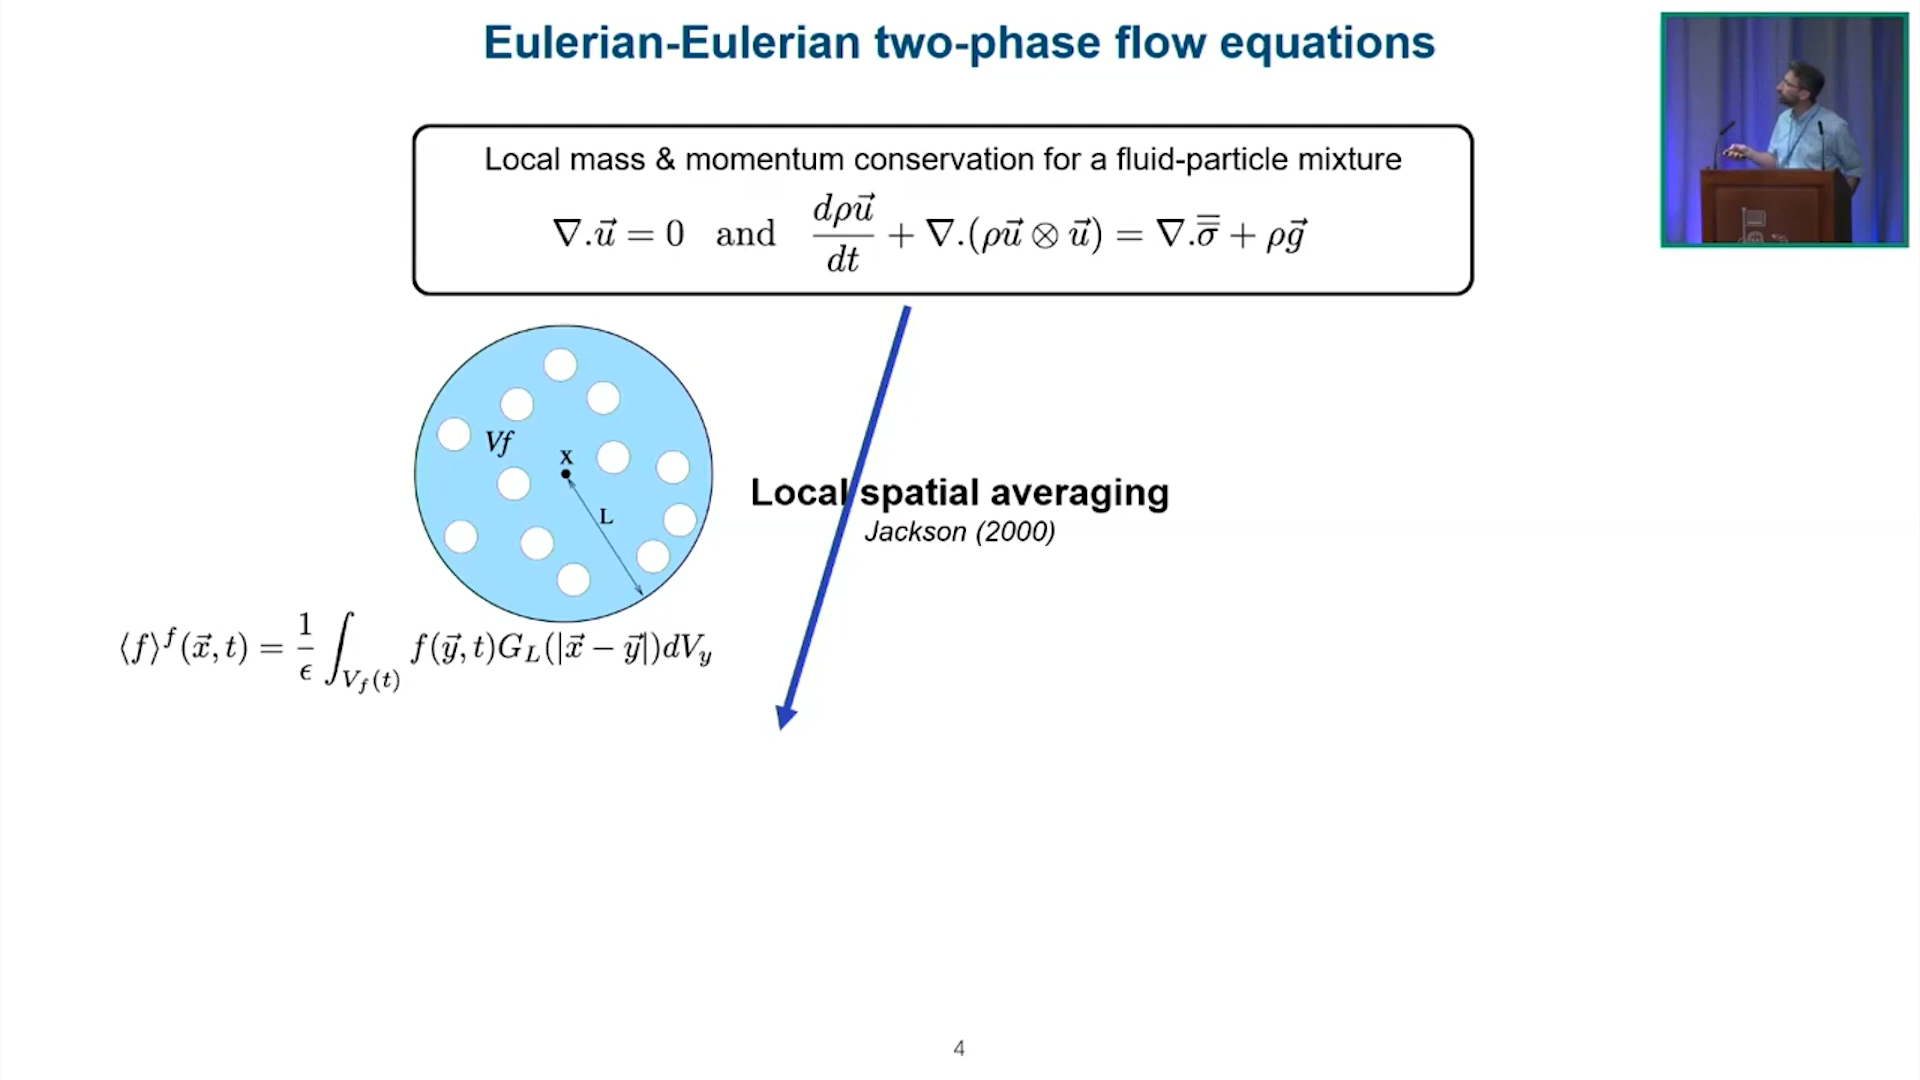 Eulerian-Eulerian two-phase flow equations
Local mass & momentum conservation for a fluid-particle mixture
∇.u⃗ = 0 and dρu⃗/dt + ∇.(ρu⃗ ⊗ u⃗) = ∇.σ̿ + ρg⃗
Vf
x
L
Local spatial averaging
Jackson (2000)
⟨f⟩^f(x⃗, t) = 1/ϵ ∫_{V_f(t)} f(y⃗, t)G_L(|x⃗ − y⃗|)dV_y
4